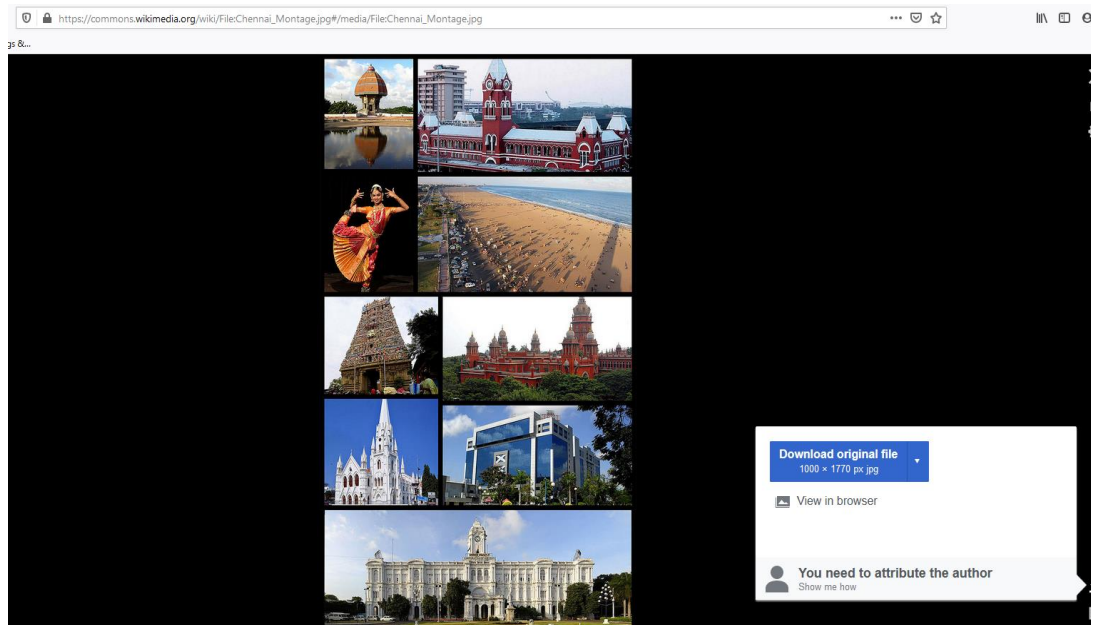 https://commons.wikimedia.org/wiki/File:Chennai_Montage.jpg#/media/File:Chennai_Montage.jpg
gs &...
Download original file
1000 × 1770 px jpg
View in browser
You need to attribute the author
Show me how